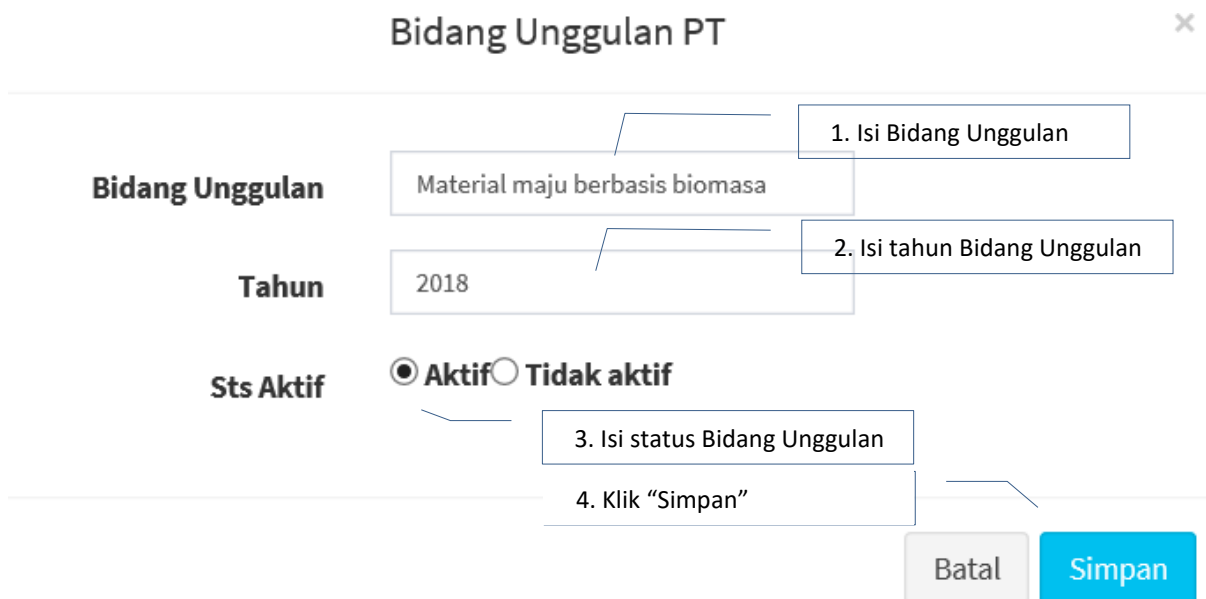 Bidang Unggulan PT
×
1. Isi Bidang Unggulan
Bidang Unggulan
Material maju berbasis biomasa
2. Isi tahun Bidang Unggulan
Tahun
2018
Sts Aktif
Aktif Tidak aktif
3. Isi status Bidang Unggulan
4. Klik “Simpan”
Batal
Simpan